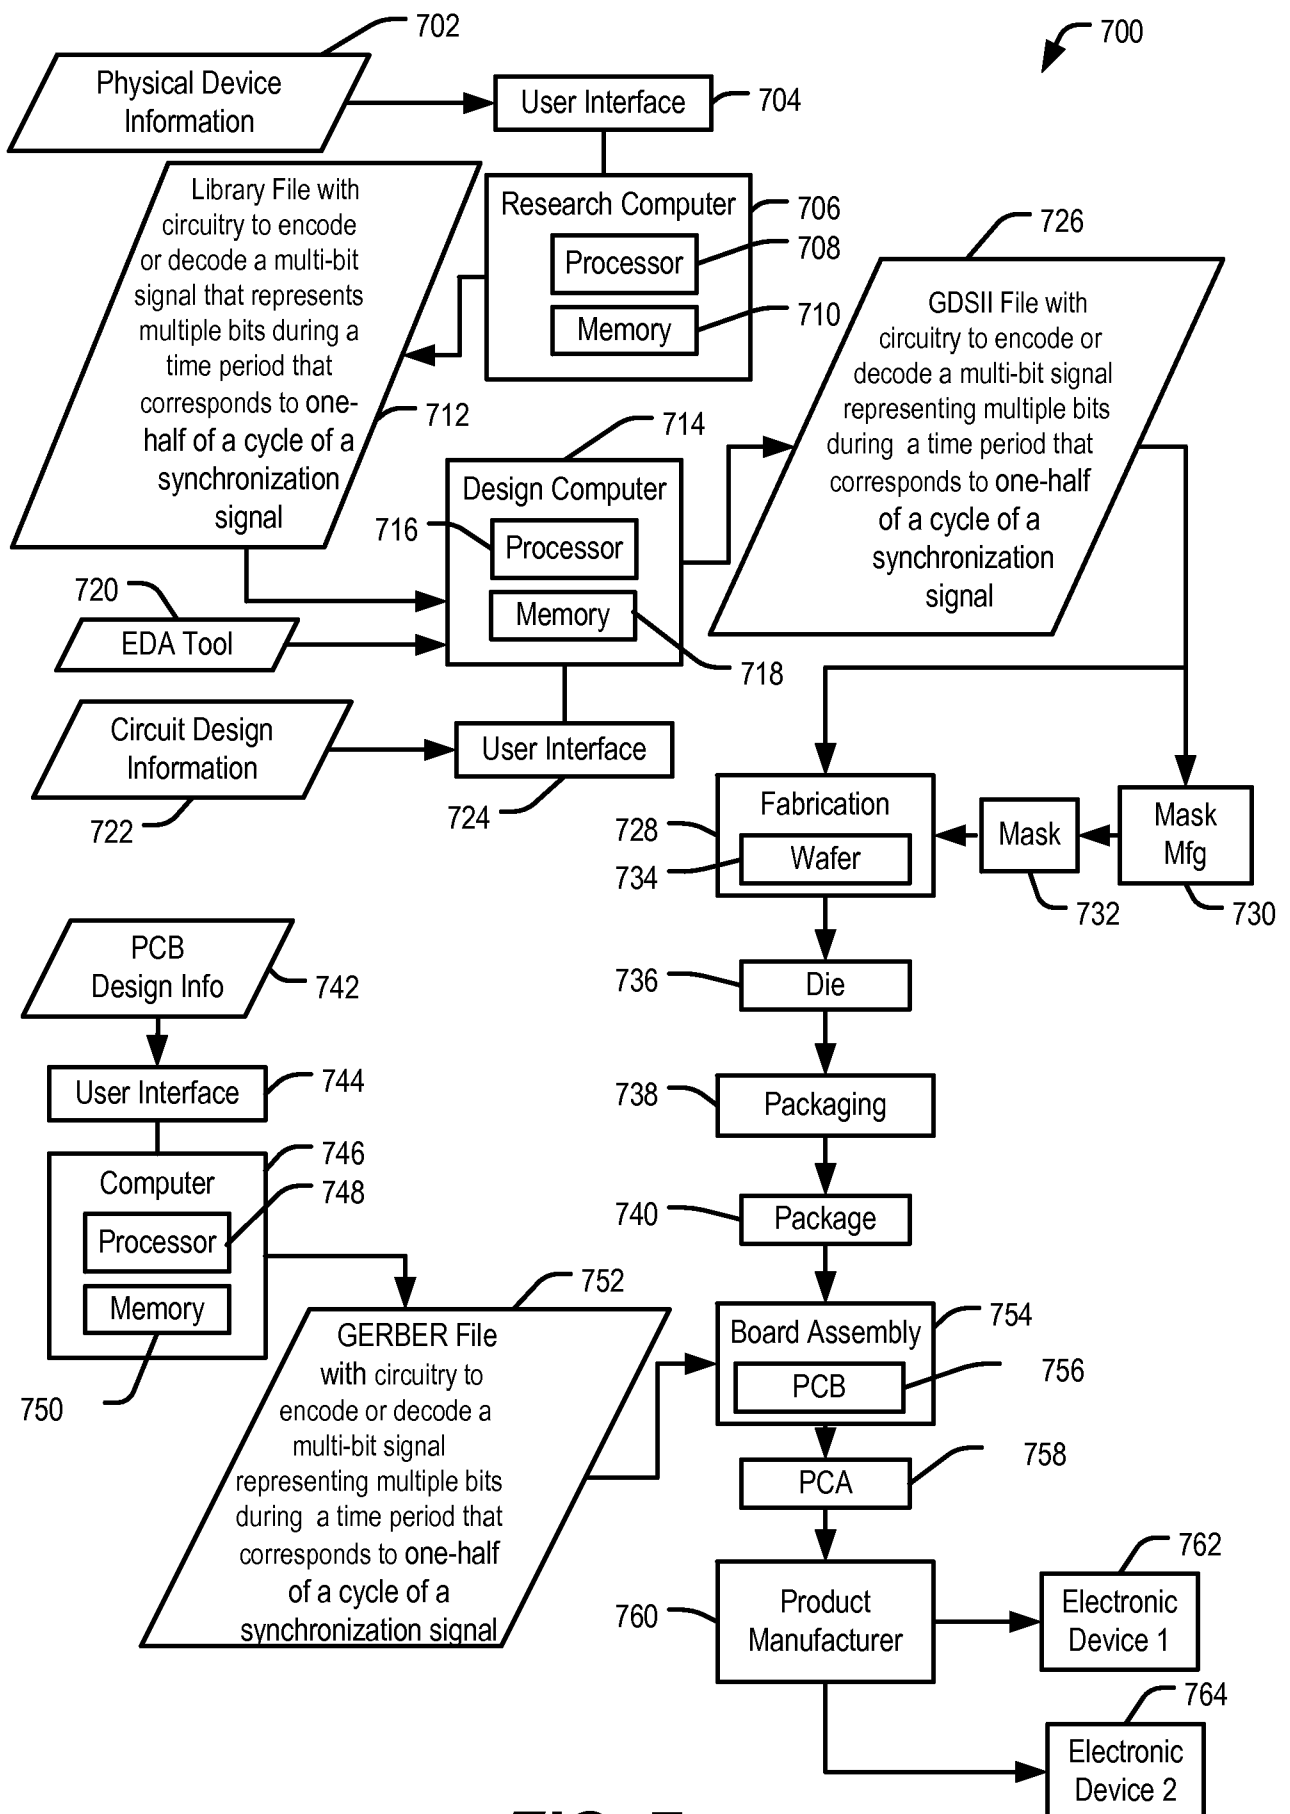 702
700
Physical Device
Information
User Interface
704
Library File with
circuitry to encode
or decode a multi-bit
signal that represents
multiple bits during a
time period that
corresponds to one-
half of a cycle of a
synchronization
signal
712
Research Computer
706
Processor
708
Memory
710
726
GDSII File with
circuitry to encode or
decode a multi-bit signal
representing multiple bits
during a time period that
corresponds to one-half
of a cycle of a
synchronization
signal
714
Design Computer
716
Processor
Memory
718
720
EDA Tool
Circuit Design
Information
722
User Interface
724
Fabrication
728
Wafer
734
Mask
732
Mask
Mfg
730
736
Die
738
Packaging
740
Package
PCB
Design Info
742
User Interface
744
746
Computer
748
Processor
Memory
750
752
GERBER File
with circuitry to
encode or decode a
multi-bit signal
representing multiple bits
during a time period that
corresponds to one-half
of a cycle of a
synchronization signal
Board Assembly
754
PCB
756
PCA
758
760
Product
Manufacturer
762
Electronic
Device 1
764
Electronic
Device 2